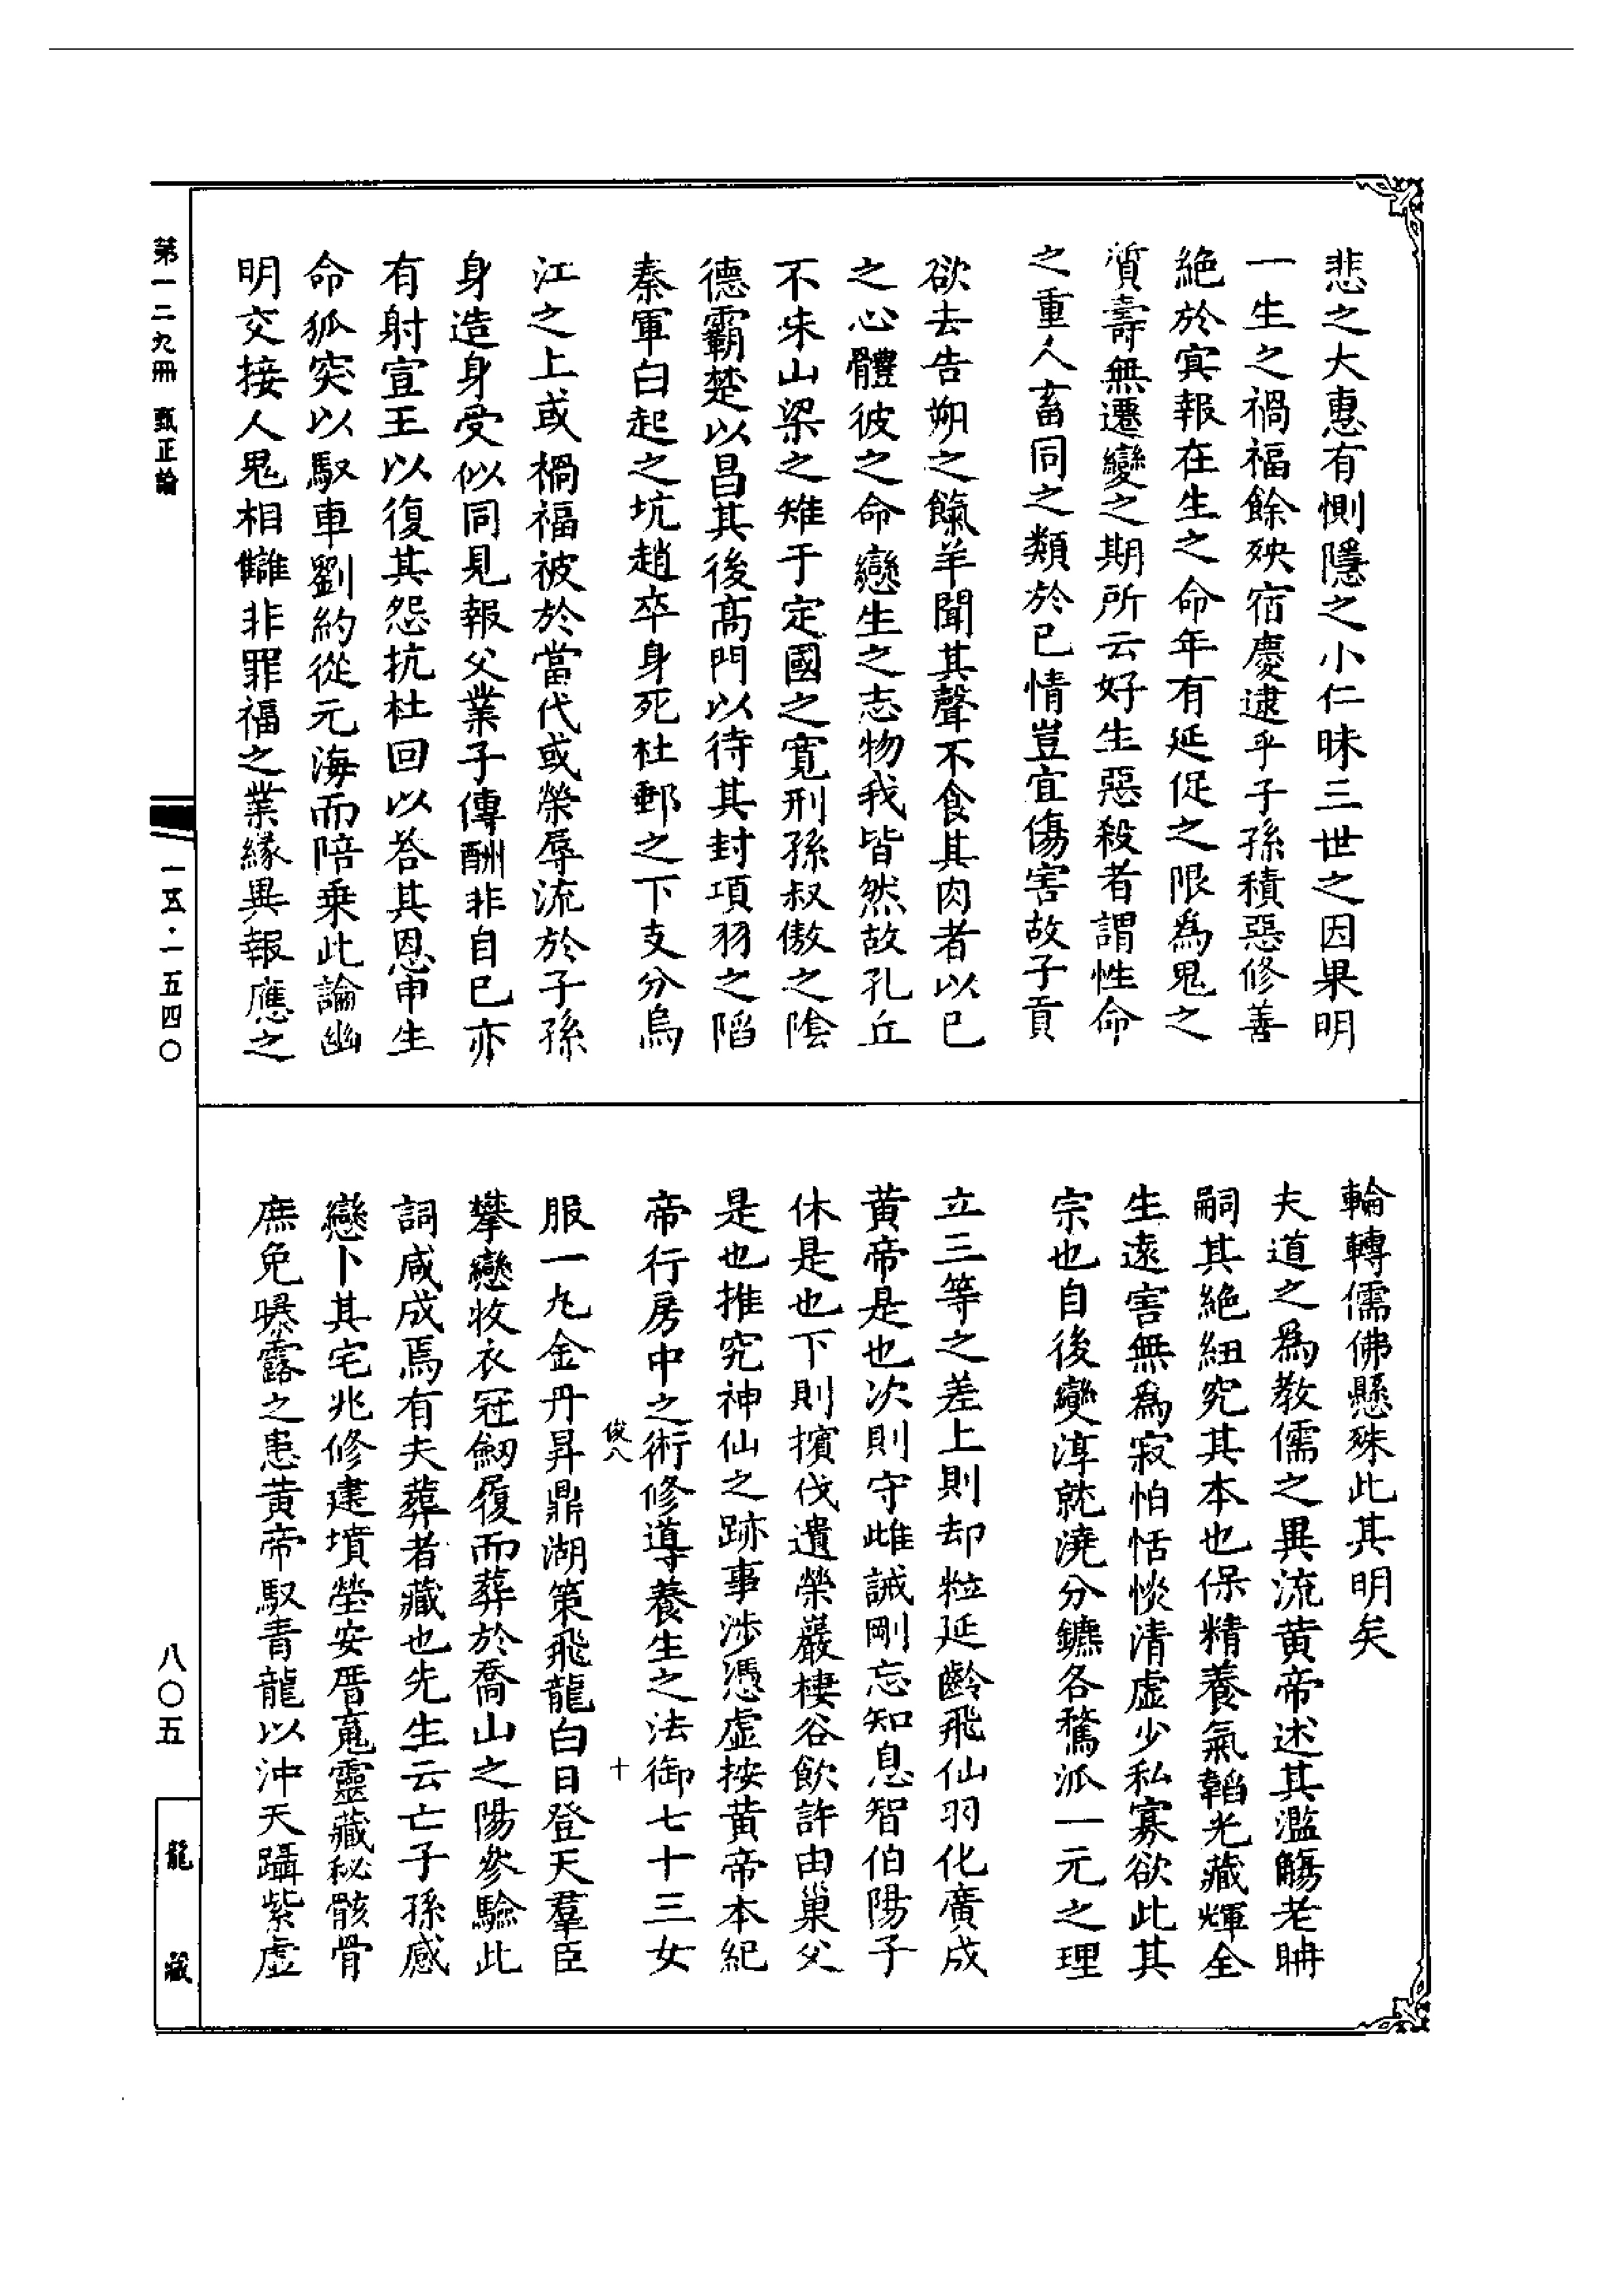 悲之大惠有惻隱之小仁昧三世之因果明
一生之禍福餘殃宿慶逮乎子孫積惡修善
絶於寘報在生之命年有延促之限爲鬼之
質壽無遷變之期所云好生惡殺者謂性命
之重人畜同之類於已情豈宜傷害故子貢
欲去告朔之餼羊聞其聲不食其肉者以已
之心體彼之命戀生之志物我皆然故孔丘
不味山梁之雉于定國之寬刑孫叔傲之陰
德霸楚以昌其後髙門以待其封項羽之䧟
秦軍白起之坑趙卒身死杜郵之下支分烏
江之上或禍福被於當代或榮辱流於子孫
身造身受似同見報父業子傳酬非自巳亦
有射宣王以復其怨抗杜回以荅其恩申生
命狐突以馭車劉約從元海而陪乗此論幽
明交接人鬼相讎非罪福之業縁異報應之
輪轉儒佛懸殊此其明矣
夫道之爲教儒之異流黃帝述其濫觴老聃
嗣其絶紐究其本也保精養氣韜光藏輝全
生逺害無爲寂怕恬惔清虛少私寡欲此其
宗也自後變淳就澆分鑣各騖派一元之理
立三等之差上則却粒延齡飛仙羽化廣成
黃帝是也次則守雌誡剛忘知息智伯陽子
休是也下則擯伐遺榮巖棲谷飲許由巢父
是也推究神仙之跡事涉憑虛按黃帝本紀
帝行房中之術修導養生之法御七十三女
俊八 十
服一九金丹昇鼎湖策飛龍白日登天羣臣
攀戀收衣冠劒履而葬於喬山之陽參驗此
詞咸成焉有夫葬者藏也先生云亡子孫感
戀卜其宅兆修建墳塋安厝䰟靈藏秘骸骨
庶免曝露之患黃帝馭青龍以沖天躡紫虛
第一二九冊 甄正論
一五·一五四〇
八〇五
龍藏